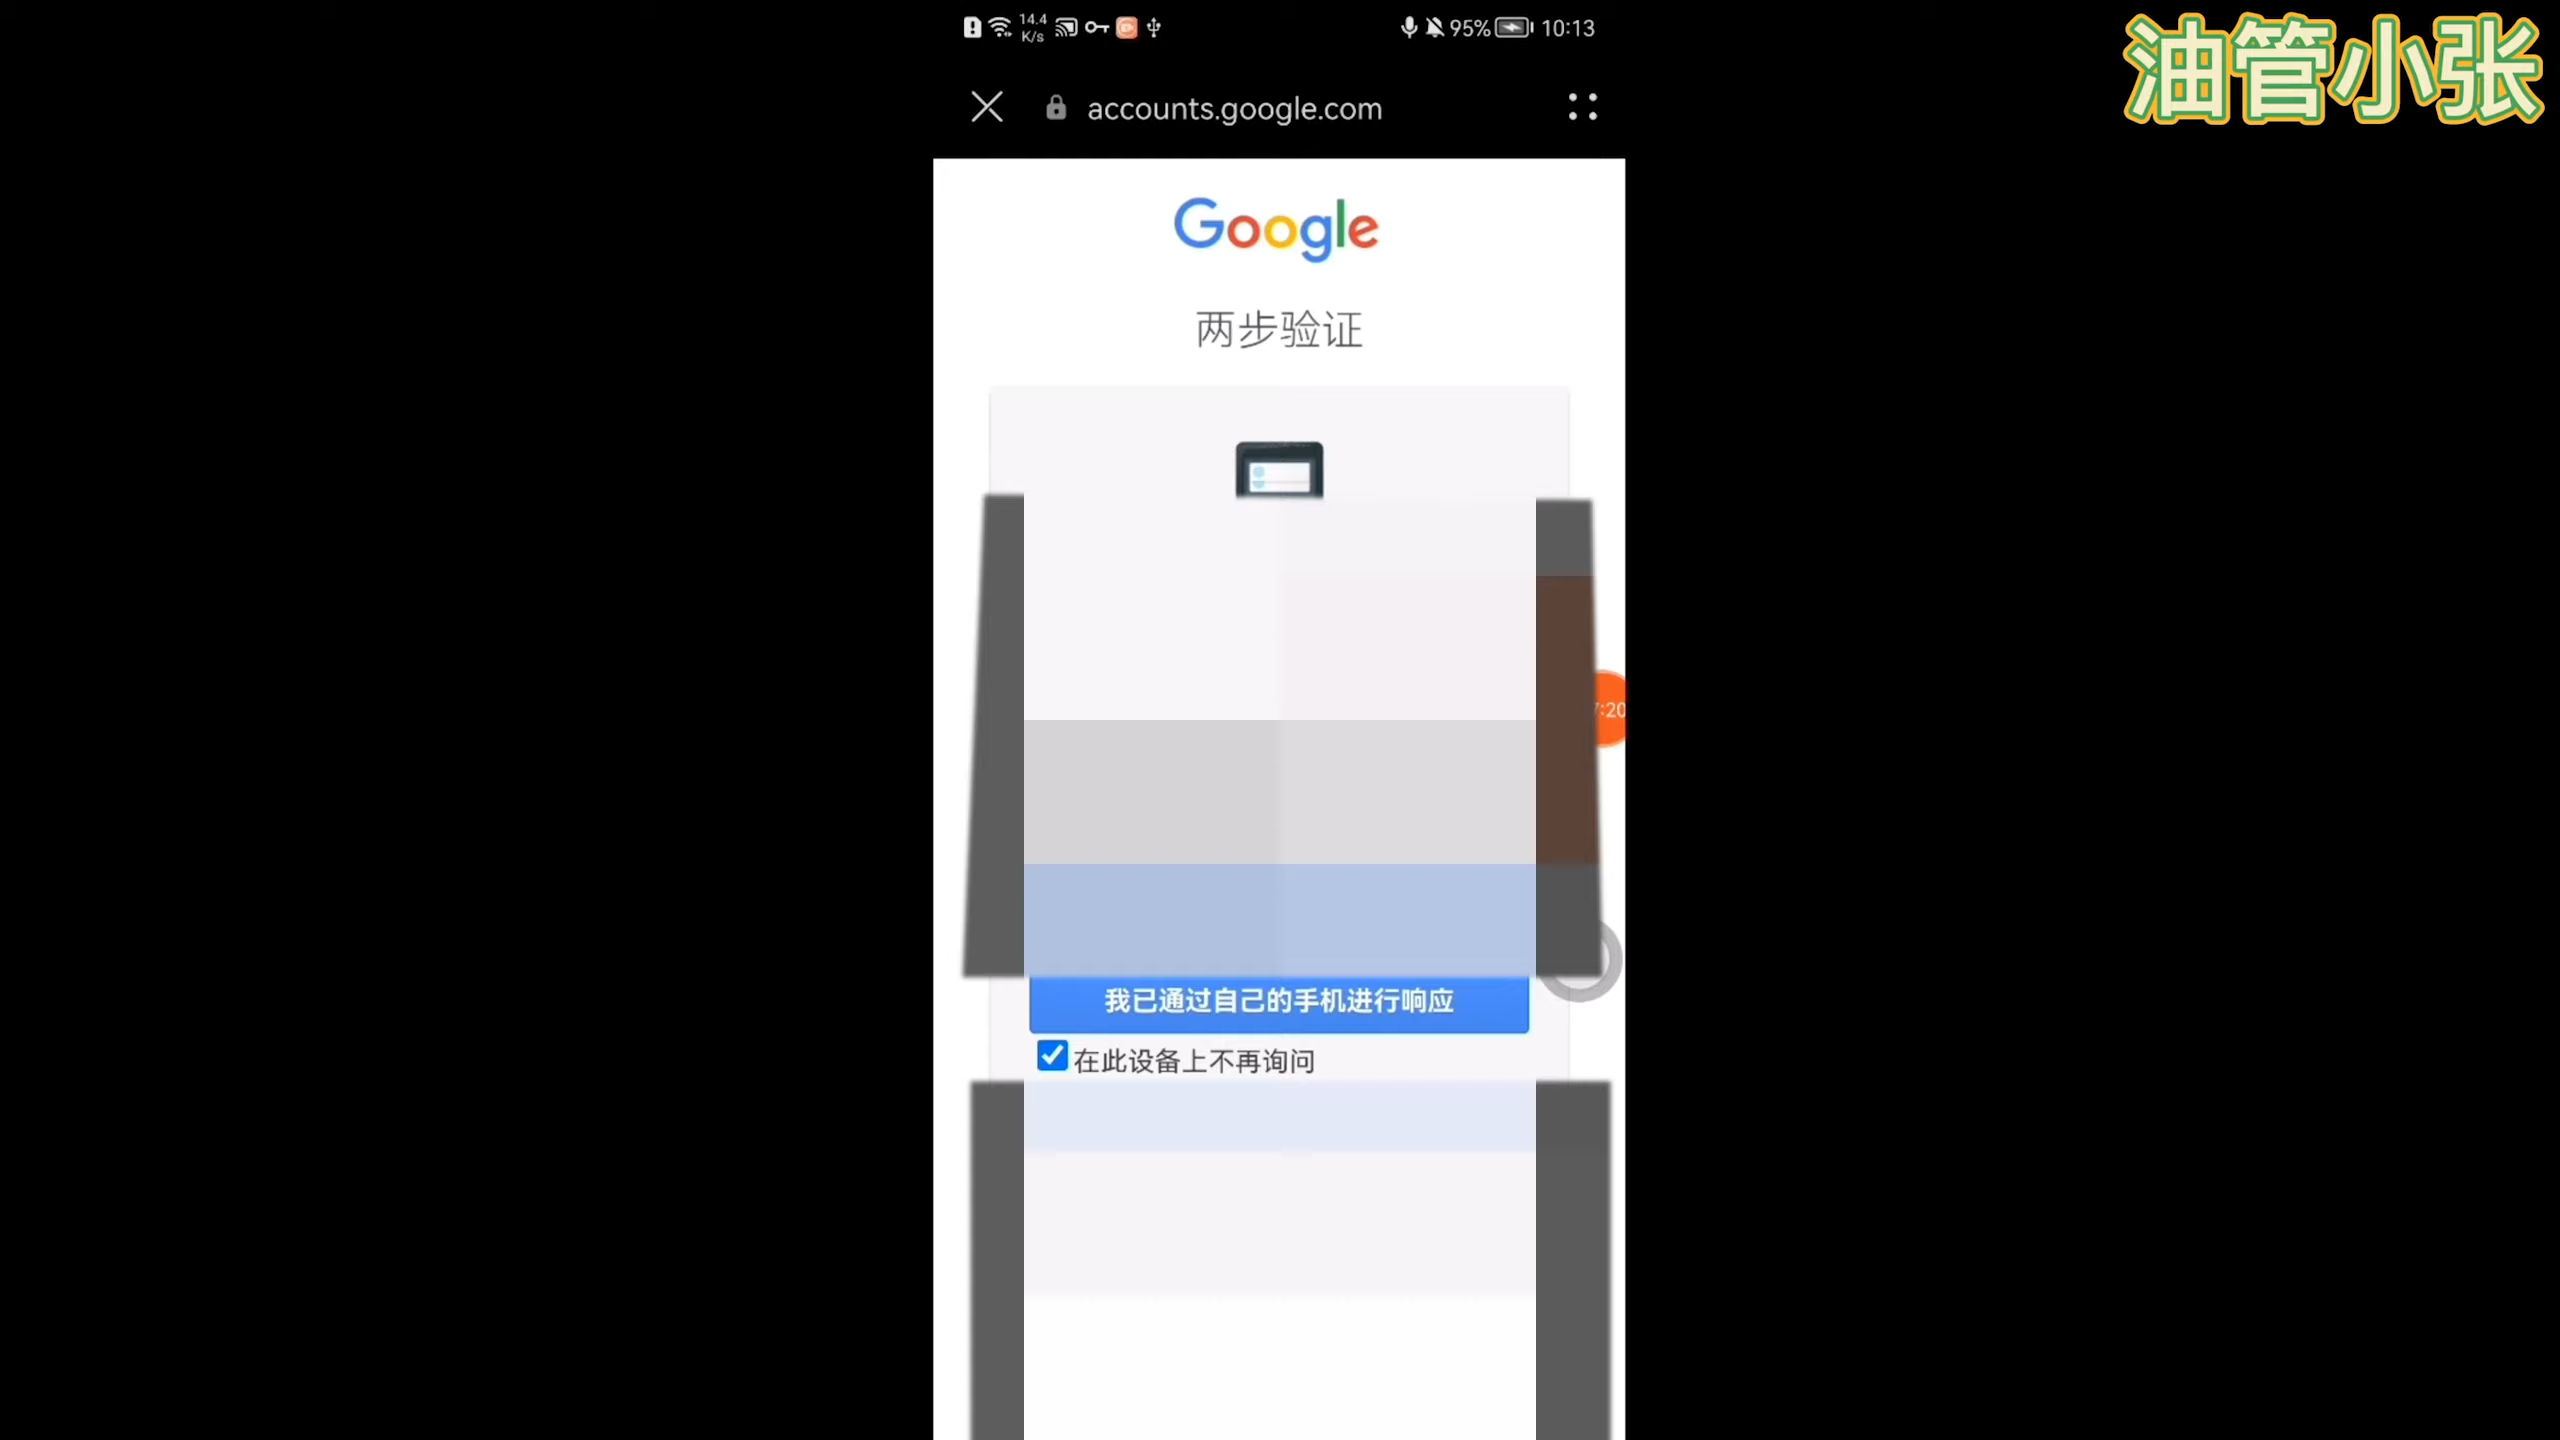 14.4
K/s
95%
10:13
油管小张
accounts.google.com
Google
两步验证
:20
我已通过自己的手机进行响应
在此设备上不再询问